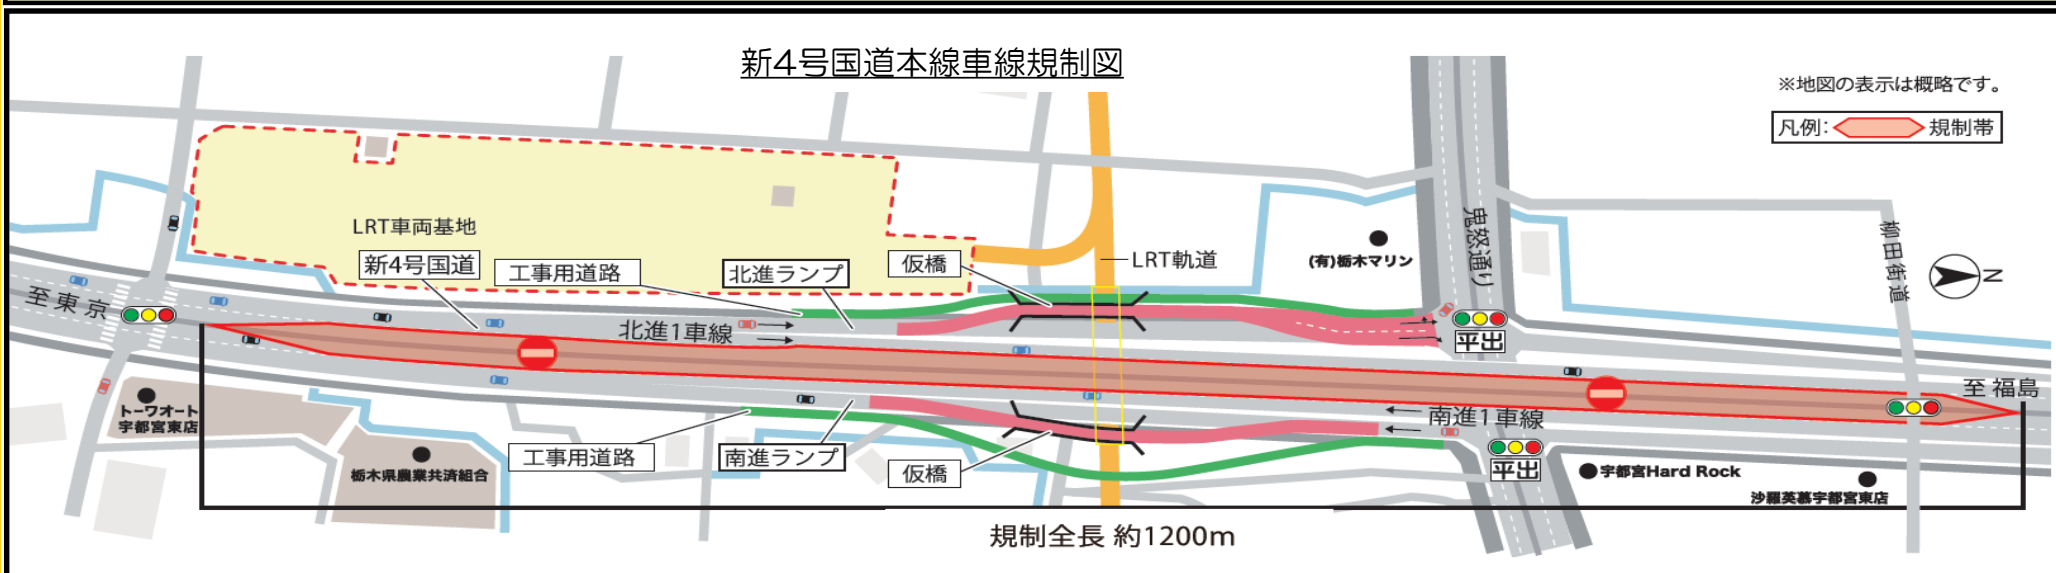 新4号国道本線車線規制図
※地図の表示は概略です。
凡例:
規制帯
LRT車両基地
新4号国道
工事用道路
北進ランプ
仮橋
LRT軌道
(有)栃木マリン
鬼怒通り
柳田街道
N
至東京
北進1車線
平出
至福島
南進1車線
トーワオート
宇都宮東店
栃木県農業共済組合
工事用道路
南進ランプ
仮橋
平出
宇都宮Hard Rock
沙羅英慕宇都宮東店
規制全長 約1200m